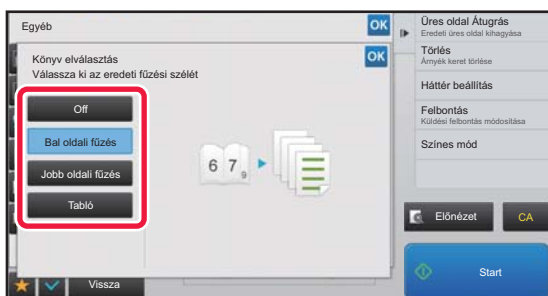 Egyéb
OK
Könyv elválasztás
Válassza ki az eredeti fűzési szélét
OK
Off
Bal oldali fűzés
Jobb oldali fűzés
Tabló
6 7 9
Üres oldal Átugrás
Eredeti üres oldal kihagyása
Törlés
Árnyék keret törlése
Háttér beállítás
Felbontás
Küldési felbontás módosítása
Színes mód
Előnézet
CA
Start
Vissza